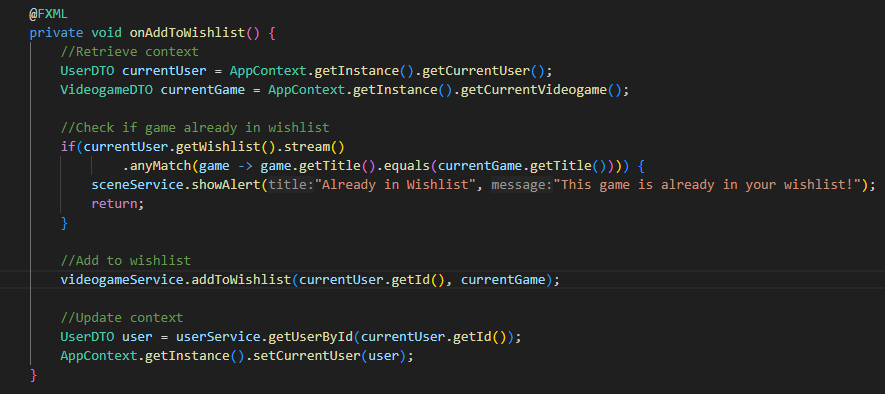 @FXML
private void onAddToWishlist() {
//Retrieve context
UserDTO currentUser = AppContext.getInstance().getCurrentUser();
VideogameDTO currentGame = AppContext.getInstance().getCurrentVideogame();
//Check if game already in wishlist
if(currentUser.getWishlist().stream()
.anyMatch(game -> game.getTitle().equals(currentGame.getTitle()))) {
sceneService.showAlert(title:"Already in Wishlist", message:"This game is already in your wishlist!");
return;
}
//Add to wishlist
videogameService.addToWishlist(currentUser.getId(), currentGame);
//Update context
UserDTO user = userService.getUserById(currentUser.getId());
AppContext.getInstance().setCurrentUser(user);
}